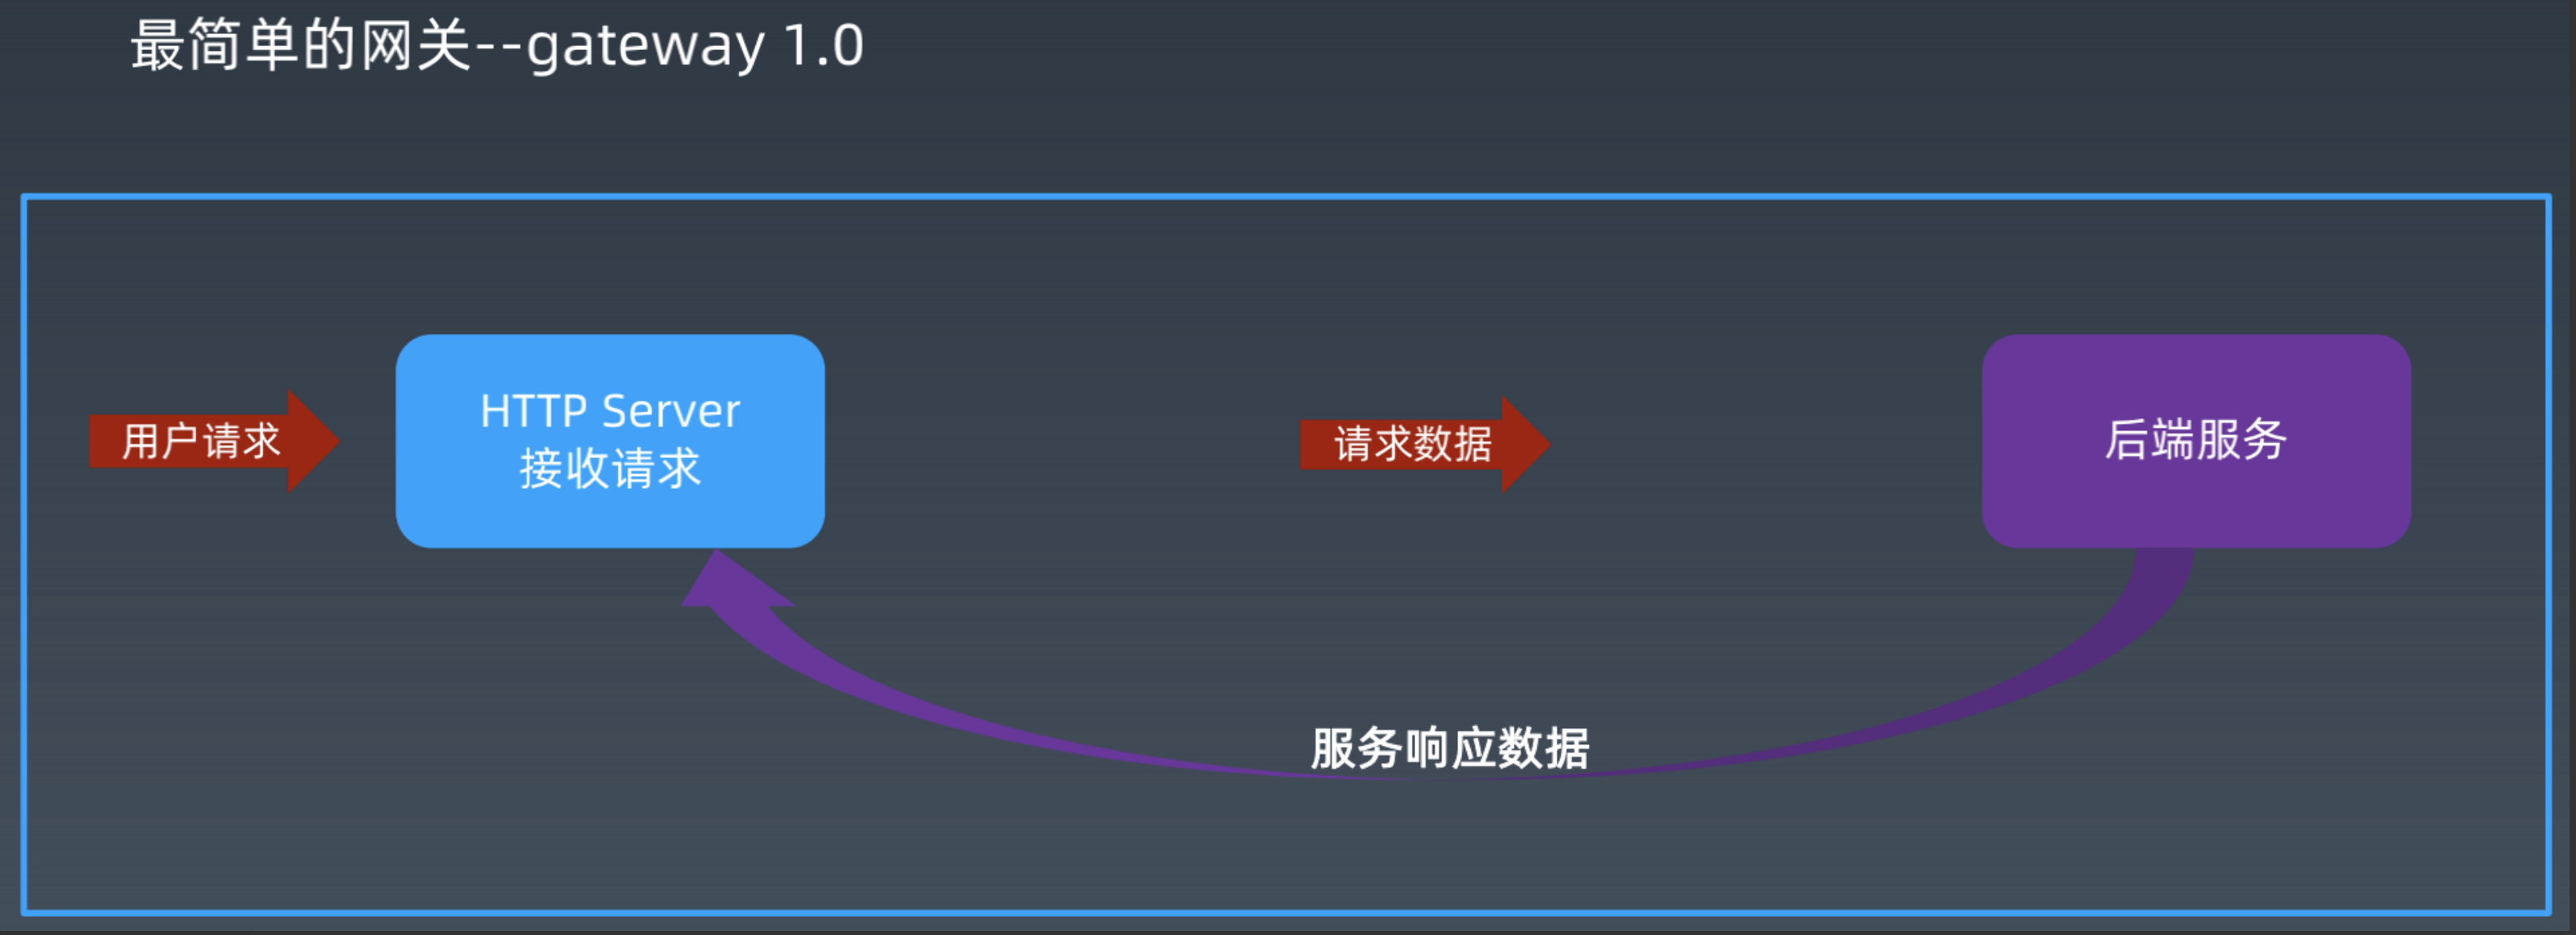 最简单的网关--gateway 1.0
用户请求
HTTP Server
接收请求
请求数据
后端服务
服务响应数据